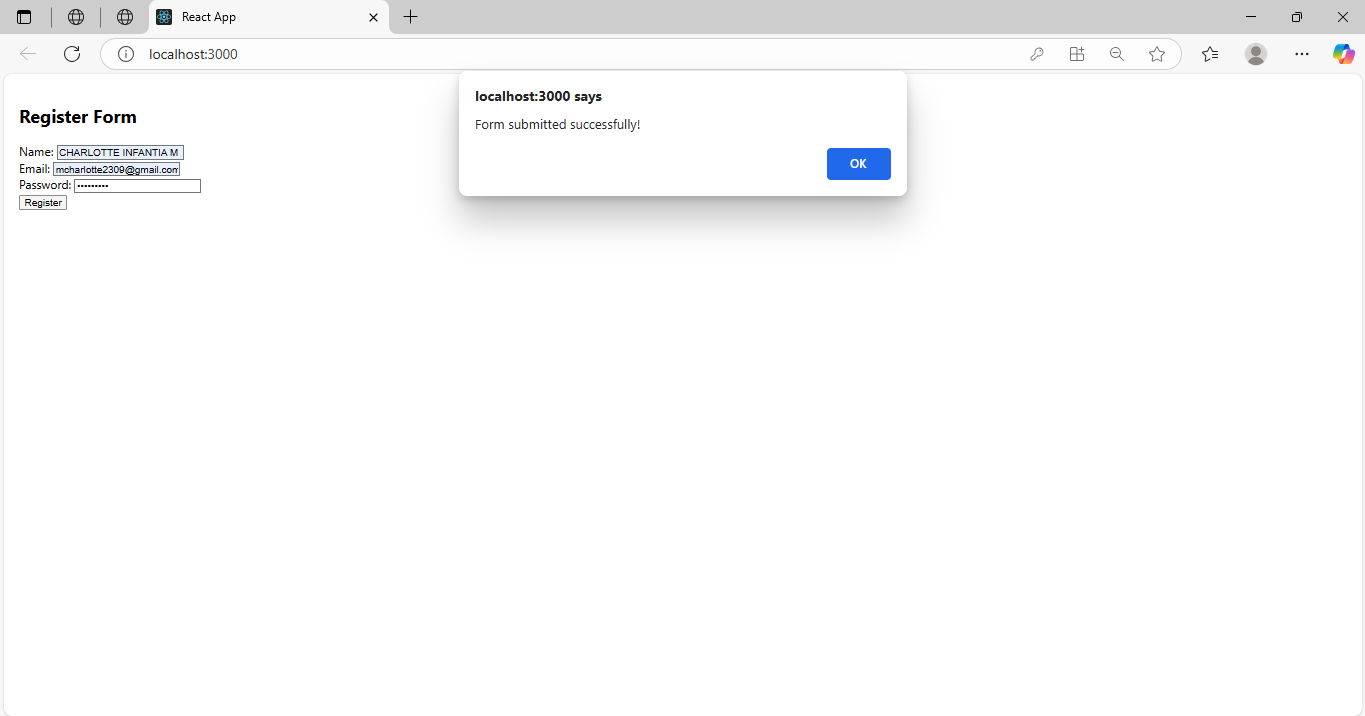 React App
localhost:3000
localhost:3000 says
Form submitted successfully!
OK
Register Form
Name: CHARLOTTE INFANTIA M
Email: mcharlotte2309@gmail.com
Password: •••••••••
Register